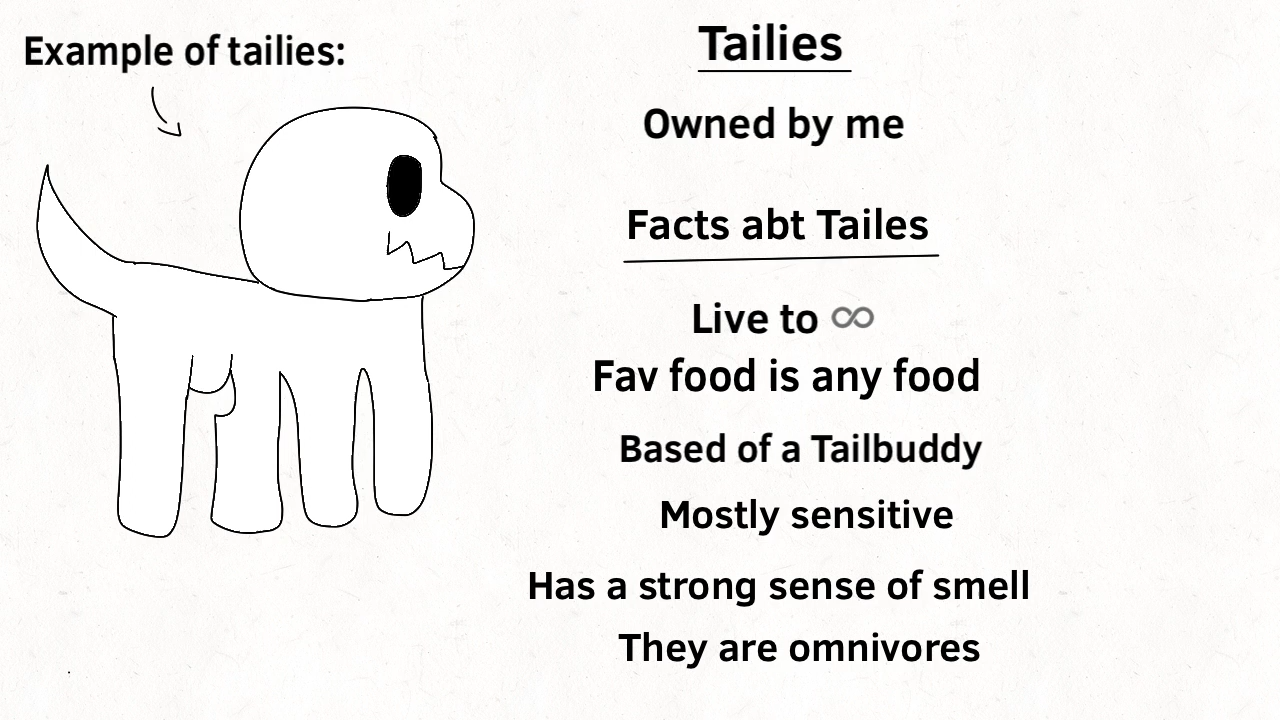 Example of tailies:
Tailies
Owned by me
Facts abt Tailes
Live to ∞
Fav food is any food
Based of a Tailbuddy
Mostly sensitive
Has a strong sense of smell
They are omnivores